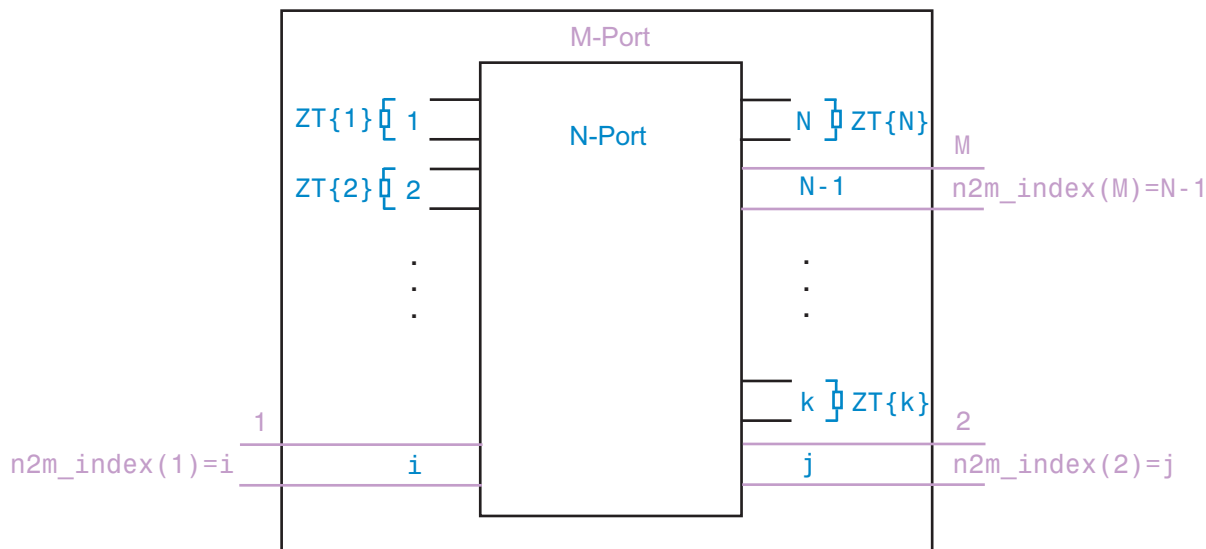 M-Port
ZT{1} 1
N ZT{N}
N-Port
M
ZT{2} 2
N-1
n2m_index(M)=N-1
.
.
.
.
.
.
k ZT{k}
1
2
n2m_index(1)=i
i
j
n2m_index(2)=j